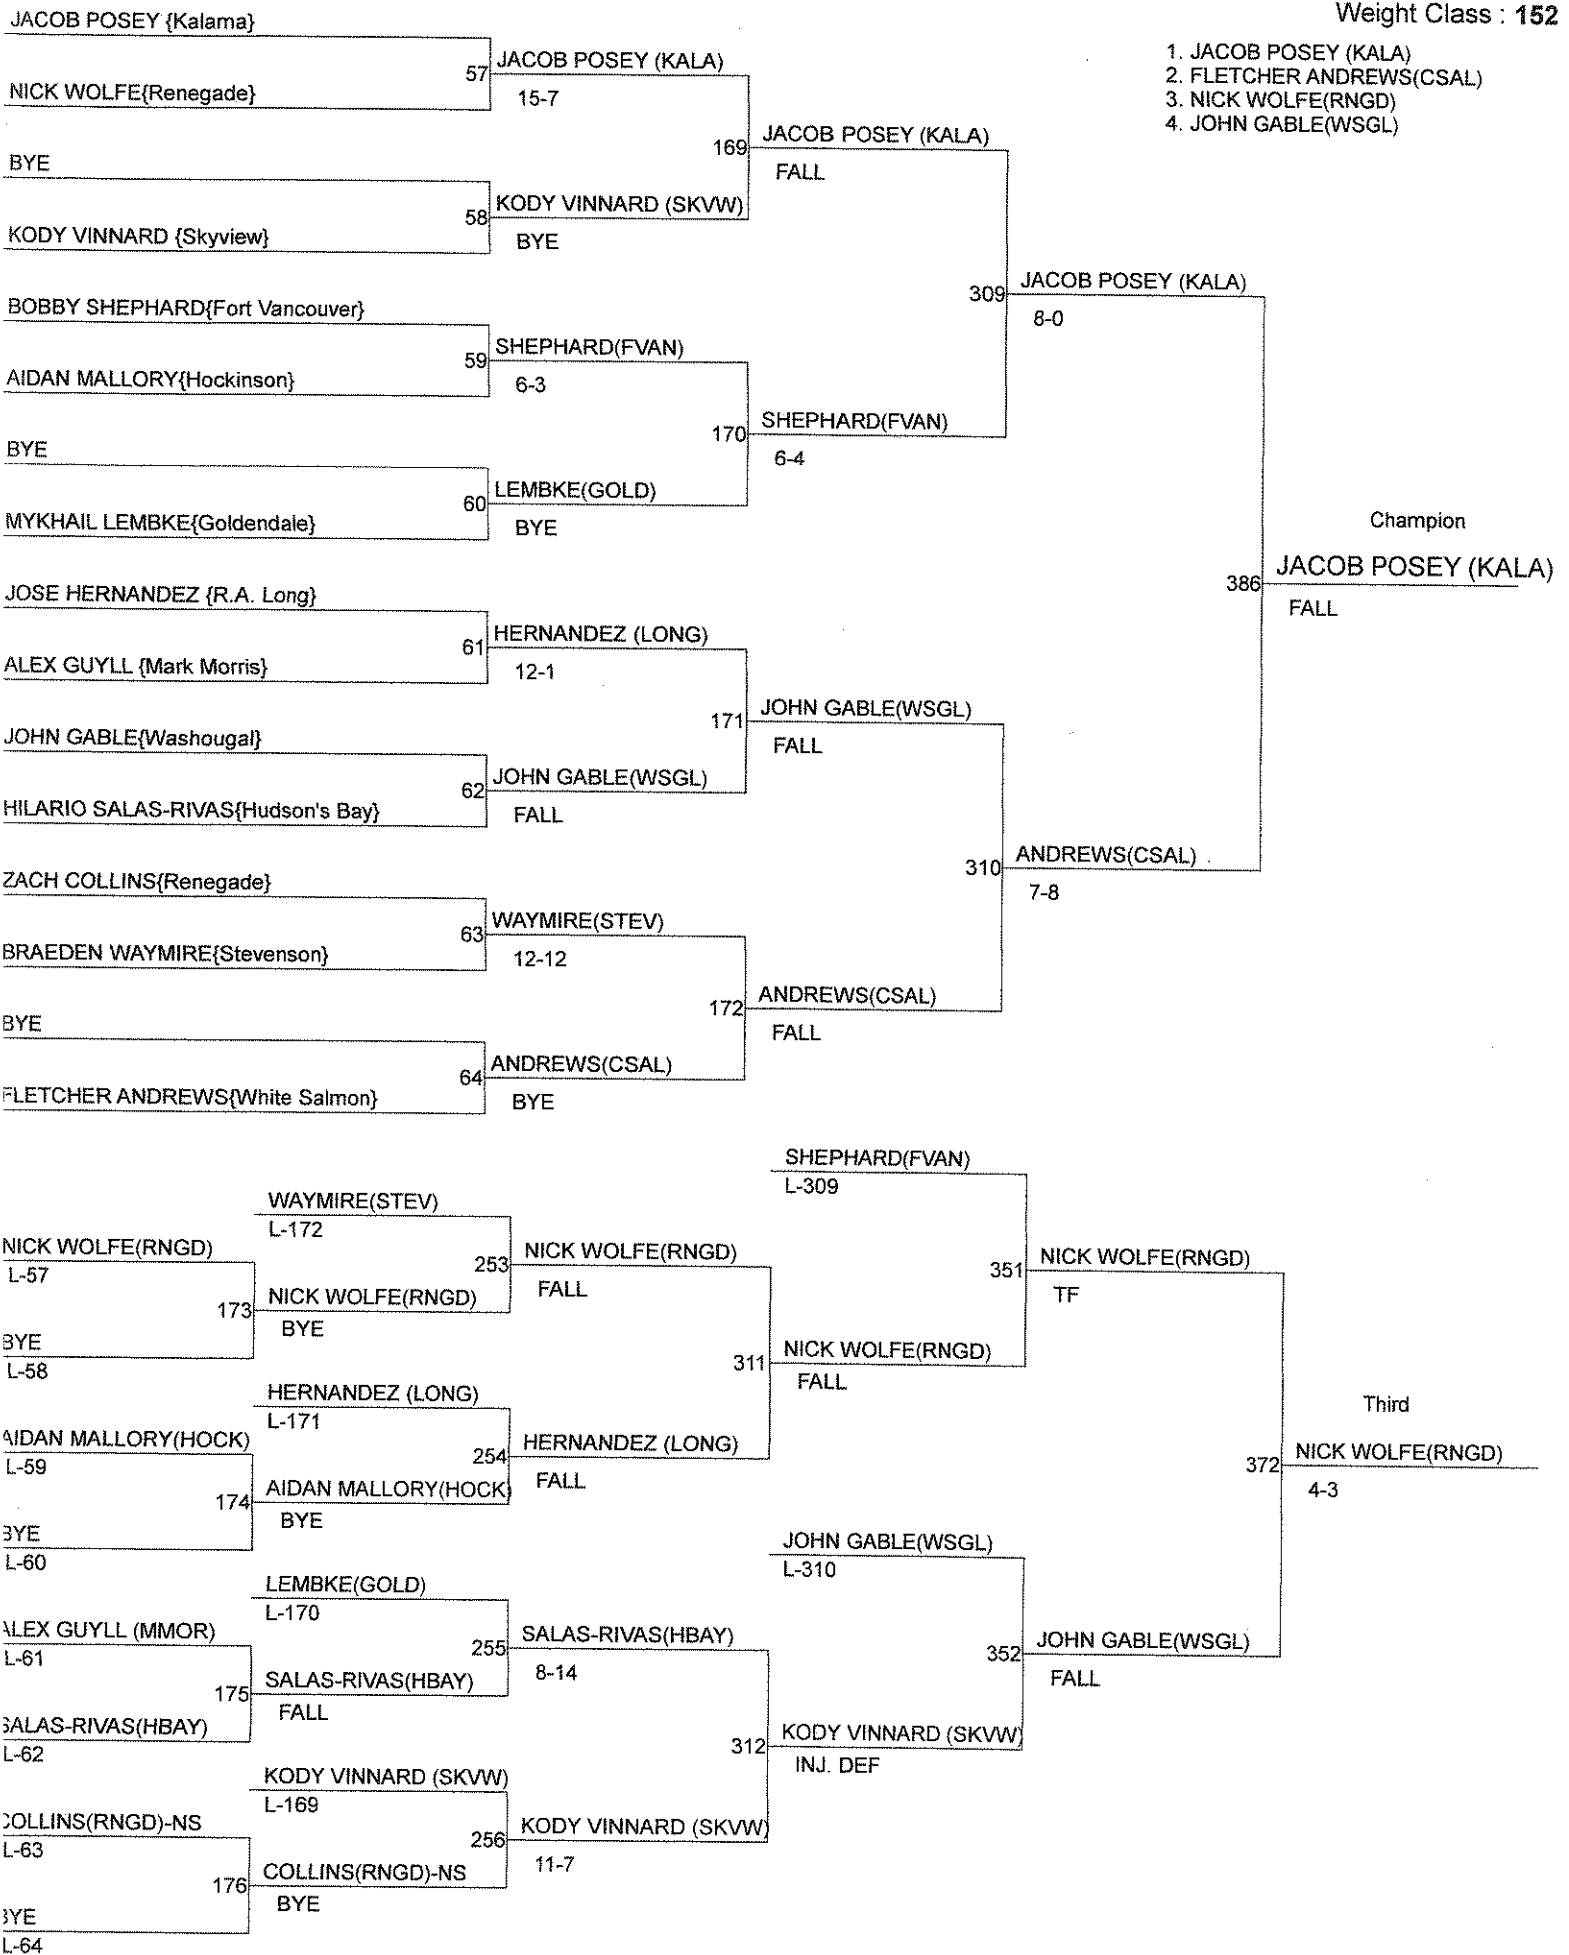 Weight Class : 152
1. JACOB POSEY (KALA)
2. FLETCHER ANDREWS(CSAL)
3. NICK WOLFE(RNGD)
4. JOHN GABLE(WSGL)
JACOB POSEY {Kalama}
57
JACOB POSEY (KALA)
15-7
NICK WOLFE{Renegade}
169
JACOB POSEY (KALA)
FALL
BYE
58
KODY VINNARD (SKVW)
BYE
KODY VINNARD {Skyview}
309
JACOB POSEY (KALA)
8-0
BOBBY SHEPHARD{Fort Vancouver}
59
SHEPHARD(FVAN)
6-3
AIDAN MALLORY{Hockinson}
170
SHEPHARD(FVAN)
6-4
BYE
60
LEMBKE(GOLD)
BYE
MYKHAIL LEMBKE{Goldendale}
Champion
386
JACOB POSEY (KALA)
FALL
JOSE HERNANDEZ {R.A. Long}
61
HERNANDEZ (LONG)
12-1
ALEX GUYLL {Mark Morris}
171
JOHN GABLE(WSGL)
FALL
JOHN GABLE{Washougal}
62
JOHN GABLE(WSGL)
FALL
HILARIO SALAS-RIVAS{Hudson's Bay}
310
ANDREWS(CSAL)
7-8
ZACH COLLINS{Renegade}
63
WAYMIRE(STEV)
12-12
BRAEDEN WAYMIRE{Stevenson}
172
ANDREWS(CSAL)
FALL
BYE
64
ANDREWS(CSAL)
BYE
FLETCHER ANDREWS{White Salmon}
SHEPHARD(FVAN)
L-309
WAYMIRE(STEV)
L-172
NICK WOLFE(RNGD)
L-57
253
NICK WOLFE(RNGD)
FALL
351
NICK WOLFE(RNGD)
TF
173
NICK WOLFE(RNGD)
BYE
BYE
L-58
311
NICK WOLFE(RNGD)
FALL
HERNANDEZ (LONG)
L-171
Third
AIDAN MALLORY(HOCK)
L-59
254
HERNANDEZ (LONG)
FALL
372
NICK WOLFE(RNGD)
4-3
174
AIDAN MALLORY(HOCK)
BYE
BYE
L-60
JOHN GABLE(WSGL)
L-310
LEMBKE(GOLD)
L-170
ALEX GUYLL (MMOR)
L-61
255
SALAS-RIVAS(HBAY)
8-14
352
JOHN GABLE(WSGL)
FALL
175
SALAS-RIVAS(HBAY)
FALL
SALAS-RIVAS(HBAY)
L-62
312
KODY VINNARD (SKVW)
INJ. DEF
KODY VINNARD (SKVW)
L-169
COLLINS(RNGD)-NS
L-63
256
KODY VINNARD (SKVW)
11-7
176
COLLINS(RNGD)-NS
BYE
BYE
L-64